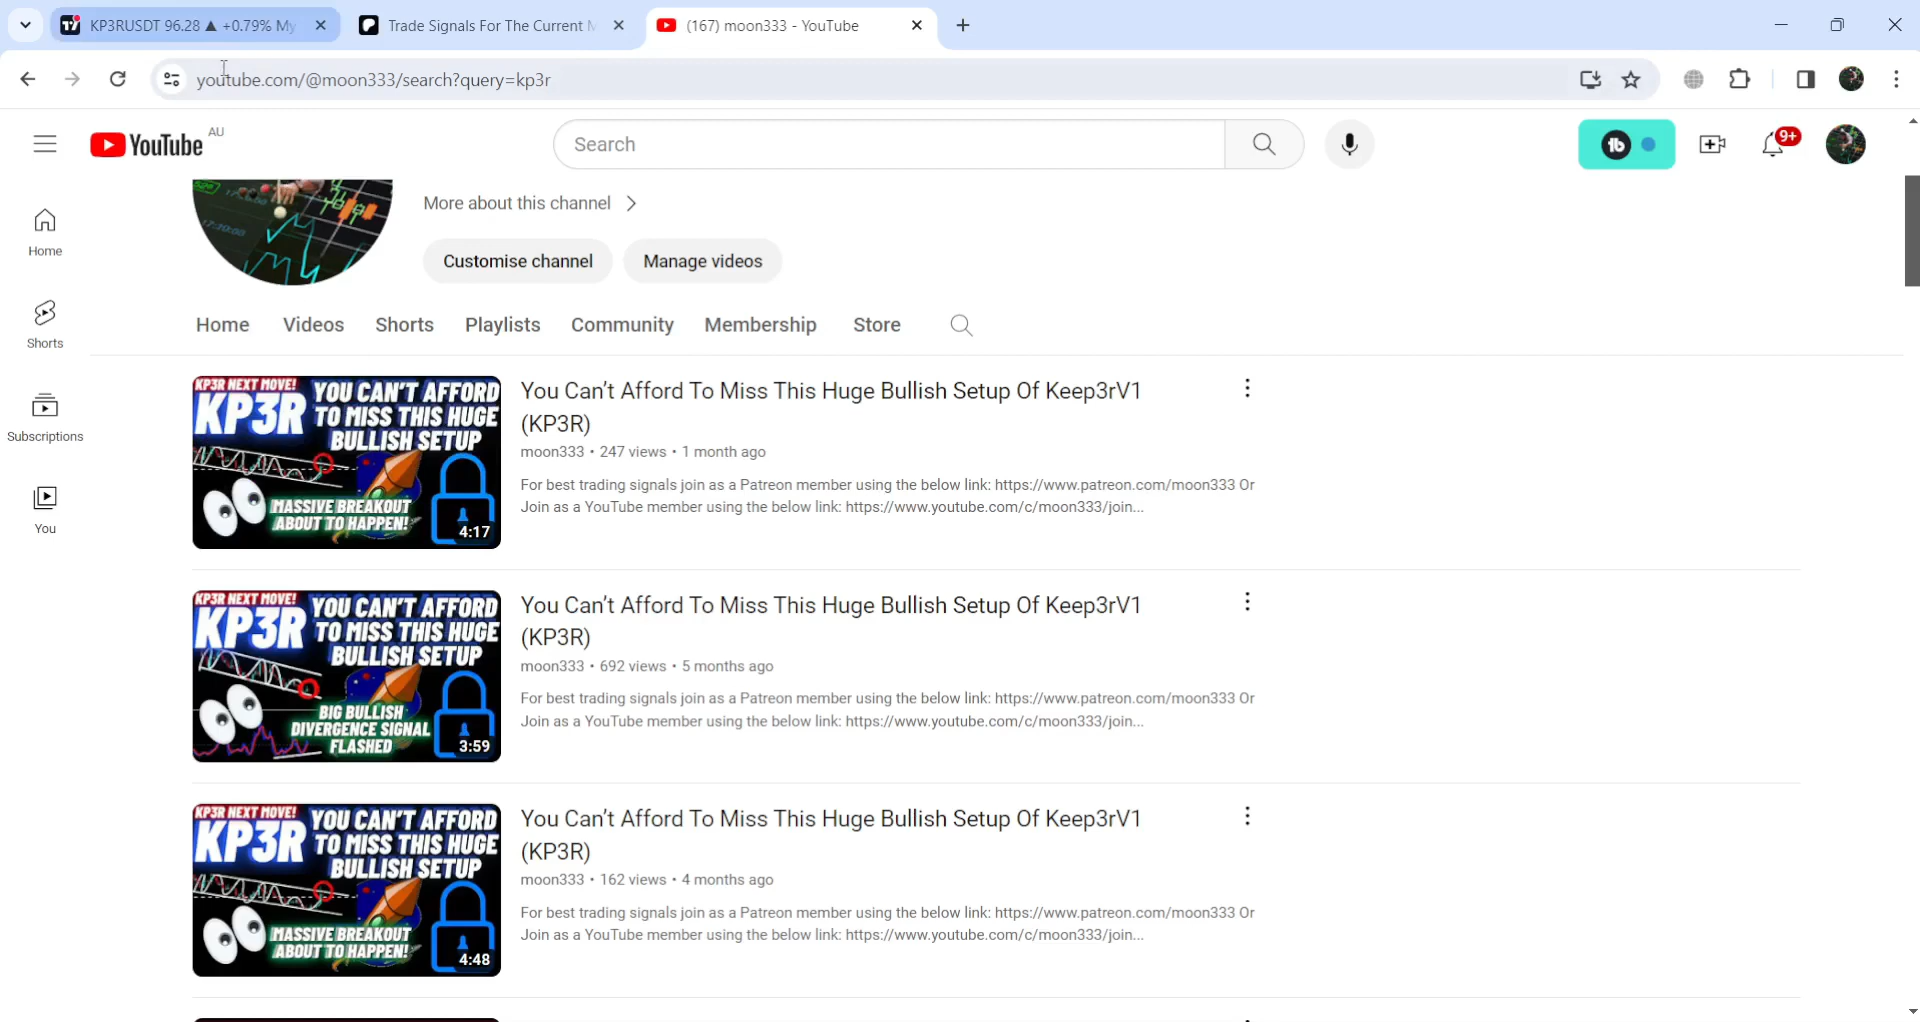 KP3RUSDT 96.28 ▲ +0.79% My
Trade Signals For The Current M
(167) moon333 - YouTube
youtube.com/@moon333/search?query=kp3r
YouTube AU
Search
9+
Home
Shorts
Subscriptions
You
More about this channel
Customise channel
Manage videos
Home Videos Shorts Playlists Community Membership Store
KP3R NEXT MOVE!
KP3R
YOU CAN'T AFFORD
TO MISS THIS HUGE
BULLISH SETUP
MASSIVE BREAKOUT
ABOUT TO HAPPEN!
4:17
You Can’t Afford To Miss This Huge Bullish Setup Of Keep3rV1
(KP3R)
moon333 • 247 views • 1 month ago
For best trading signals join as a Patreon member using the below link: https://www.patreon.com/moon333 Or
Join as a YouTube member using the below link: https://www.youtube.com/c/moon333/join...
KP3R NEXT MOVE!
KP3R
YOU CAN'T AFFORD
TO MISS THIS HUGE
BULLISH SETUP
BIG BULLISH
DIVERGENCE SIGNAL
FLASHED
3:59
You Can’t Afford To Miss This Huge Bullish Setup Of Keep3rV1
(KP3R)
moon333 • 692 views • 5 months ago
For best trading signals join as a Patreon member using the below link: https://www.patreon.com/moon333 Or
Join as a YouTube member using the below link: https://www.youtube.com/c/moon333/join...
KP3R NEXT MOVE!
KP3R
YOU CAN'T AFFORD
TO MISS THIS HUGE
BULLISH SETUP
MASSIVE BREAKOUT
ABOUT TO HAPPEN!
4:48
You Can’t Afford To Miss This Huge Bullish Setup Of Keep3rV1
(KP3R)
moon333 • 162 views • 4 months ago
For best trading signals join as a Patreon member using the below link: https://www.patreon.com/moon333 Or
Join as a YouTube member using the below link: https://www.youtube.com/c/moon333/join...